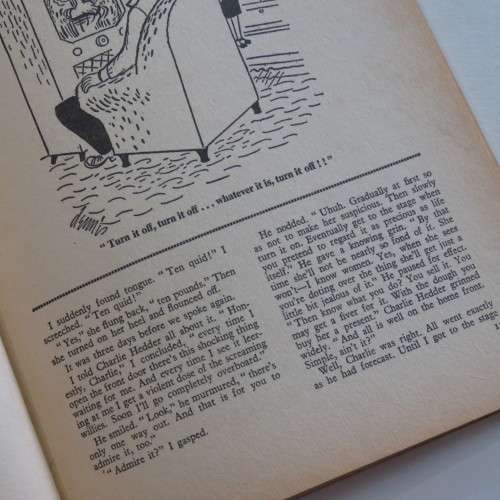 "Turn it off, turn it off . . . whatever it is, turn it off ! ! "
I suddenly found tongue. "Ten quid!" I
screeched. "Ten quid!"
"Yes," she flung back, "ten pounds." Then
she turned on her heel and flounced off.
It was three days before we spoke again.
I told Charlie Hedder all about it. "Hon-
estly, Charlie," I concluded, "every time I
open the front door there's this shocking thing
waiting for me. And every time I see it leer-
ing at me I get a violent dose of the screaming
willies. Soon I'll go completely overboard."
He smiled. "Look," he murmured, "there's
only one way out. And that is for you to
admire it, too."
"Admire it?" I gasped.
He nodded. "Uhuh. Gradually at first so
as not to make her suspicious. Then slowly
turn it on. Eventually get to the stage when
you pretend to regard it as precious as life
itself." He gave a knowing grin. "By that
time she'll not be nearly so fond of it. She
won't—I know women. Yes, when she sees
you're doting over the thing she'll get just a
little bit jealous of it." He paused for effect.
"Then know what you do? You sell it. You
may get a fiver for it. With the dough you
buy her a present." Charlie Hedder grinned
widely. "And all is well on the home front.
Simple, ain't it?"
Well, Charlie was right. All went exactly
as he had forecast. Until I got to the stage